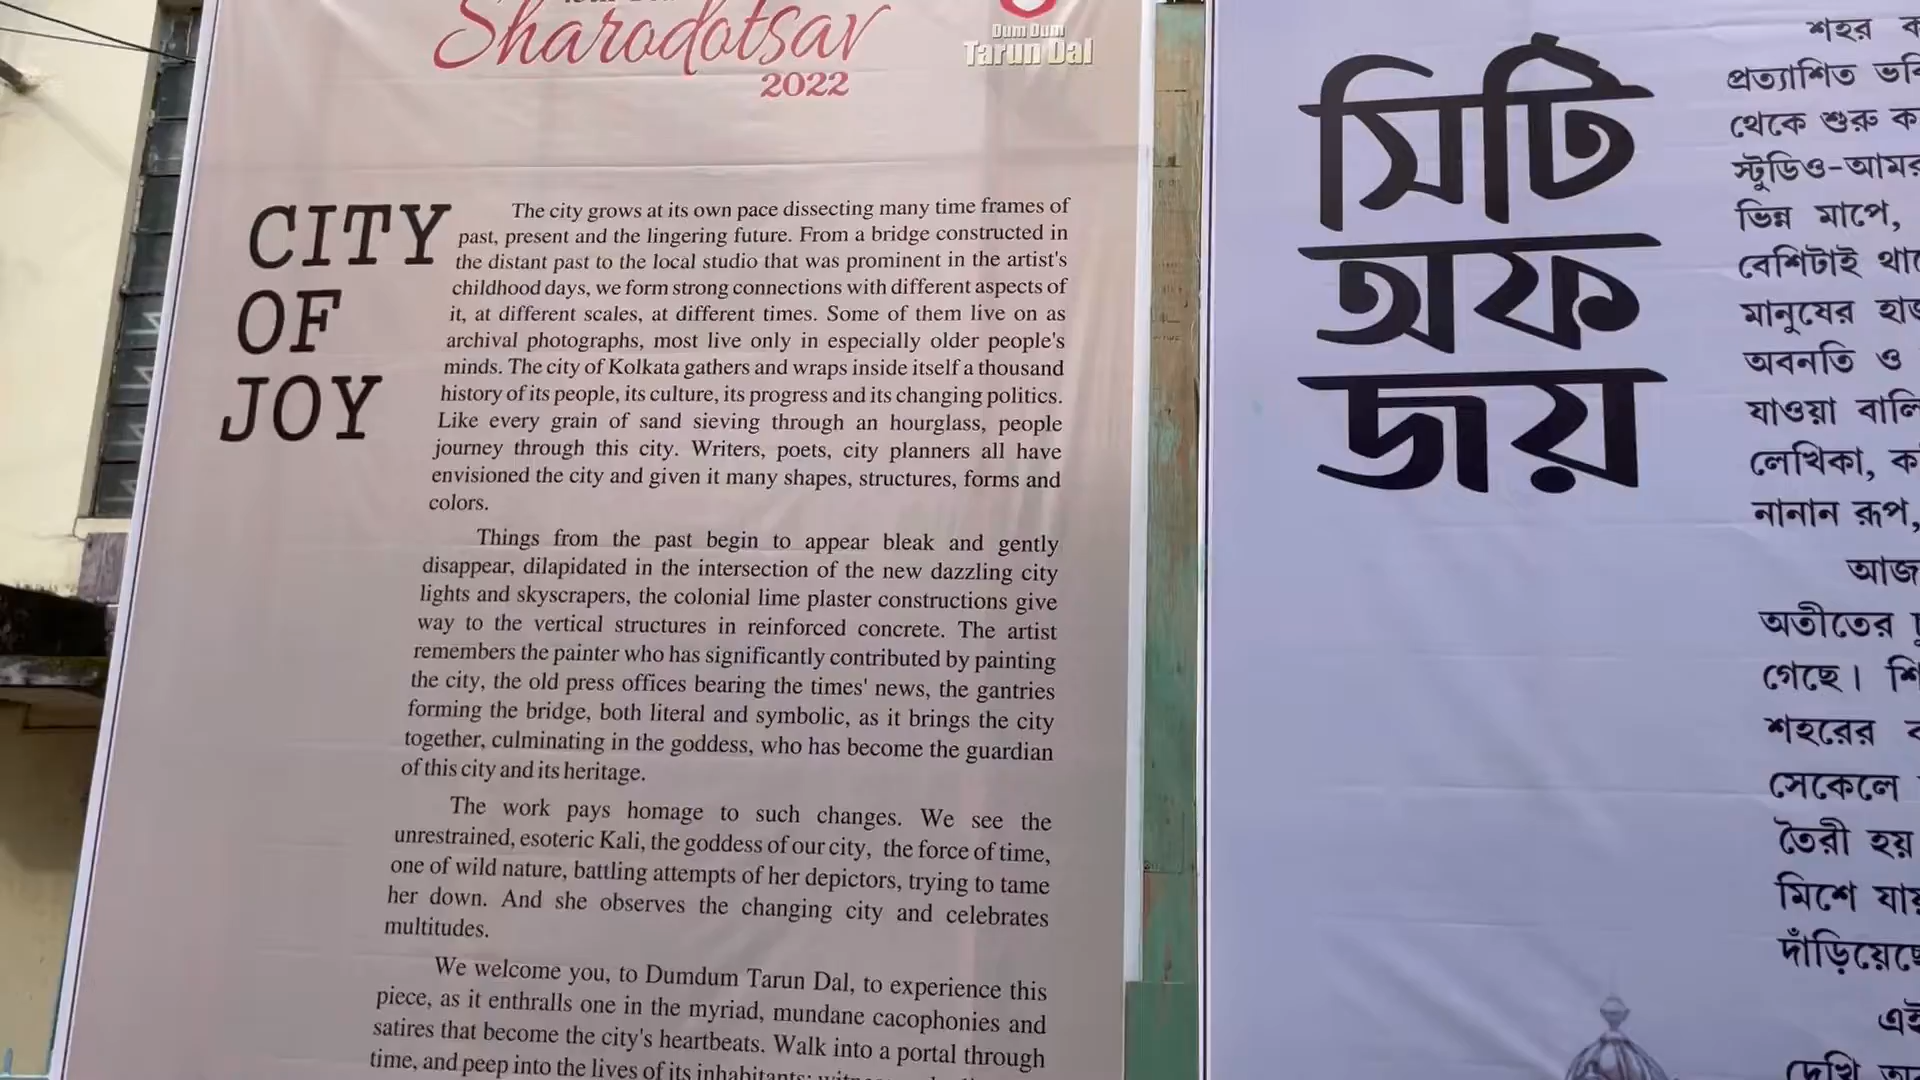 Sharodotsav
2022
Dum Dum
Tarun Dal
CITY
OF
JOY
The city grows at its own pace dissecting many time frames of
past, present and the lingering future. From a bridge constructed in
the distant past to the local studio that was prominent in the artist's
childhood days, we form strong connections with different aspects of
it, at different scales, at different times. Some of them live on as
archival photographs, most live only in especially older people's
minds. The city of Kolkata gathers and wraps inside itself a thousand
history of its people, its culture, its progress and its changing politics.
Like every grain of sand sieving through an hourglass, people
journey through this city. Writers, poets, city planners all have
envisioned the city and given it many shapes, structures, forms and
colors.
Things from the past begin to appear bleak and gently
disappear, dilapidated in the intersection of the new dazzling city
lights and skyscrapers, the colonial lime plaster constructions give
way to the vertical structures in reinforced concrete. The artist
remembers the painter who has significantly contributed by painting
the city, the old press offices bearing the times' news, the gantries
forming the bridge, both literal and symbolic, as it brings the city
together, culminating in the goddess, who has become the guardian
of this city and its heritage.
The work pays homage to such changes. We see the
unrestrained, esoteric Kali, the goddess of our city, the force of time,
one of wild nature, battling attempts of her depictors, trying to tame
her down. And she observes the changing city and celebrates
multitudes.
We welcome you, to Dumdum Tarun Dal, to experience this
piece, as it enthralls one in the myriad, mundane cacophonies and
satires that become the city's heartbeats. Walk into a portal through
time, and peep into the lives of its inhabitants;
সিটি
অফ
জয়
শহর
প্রত্যাশিত
থেকে শুরু
স্টুডিও-আমর
ভিন্ন মাপে,
বেশিটাই
মানুষের
অবনতি ও
যাওয়া
লেখিকা,
নানান রূপ,
আজ
অতীতের
গেছে।
শহরের
সেকেলে
তৈরী হয়
মিশে
দাঁড়িয়েছে
এই
দেখি